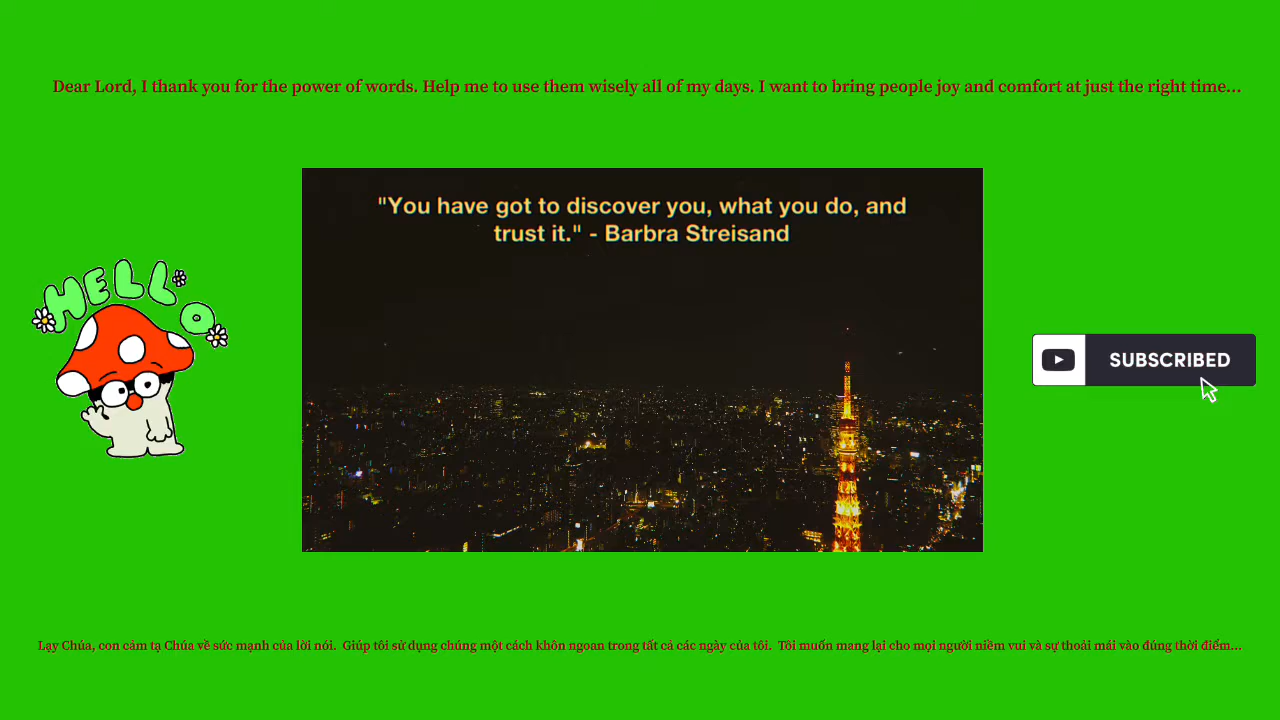 Dear Lord, I thank you for the power of words. Help me to use them wisely all of my days. I want to bring people joy and comfort at just the right time...
"You have got to discover you, what you do, and
trust it." - Barbra Streisand
HELLO
SUBSCRIBED
Lạy Chúa, con cảm tạ Chúa về sức mạnh của lời nói. Giúp tôi sử dụng chúng một cách khôn ngoan trong tất cả các ngày của tôi. Tôi muốn mang lại cho mọi người niềm vui và sự thoải mái vào đúng thời điểm...